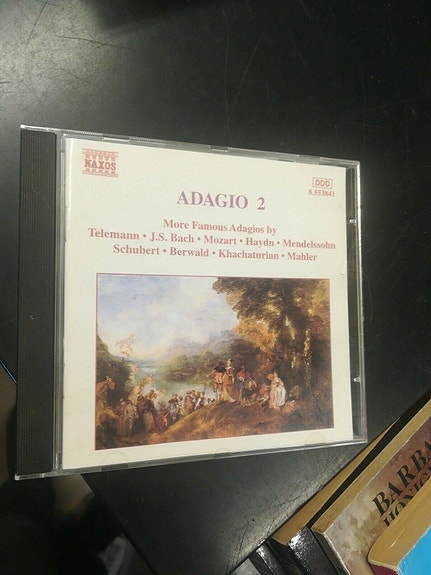 NAXOS
DDD
8.553841
ADAGIO 2
More Famous Adagios by
Telemann • J.S. Bach • Mozart • Haydn • Mendelssohn
Schubert • Berwald • Khachaturian • Mahler
BARBA
HONIG